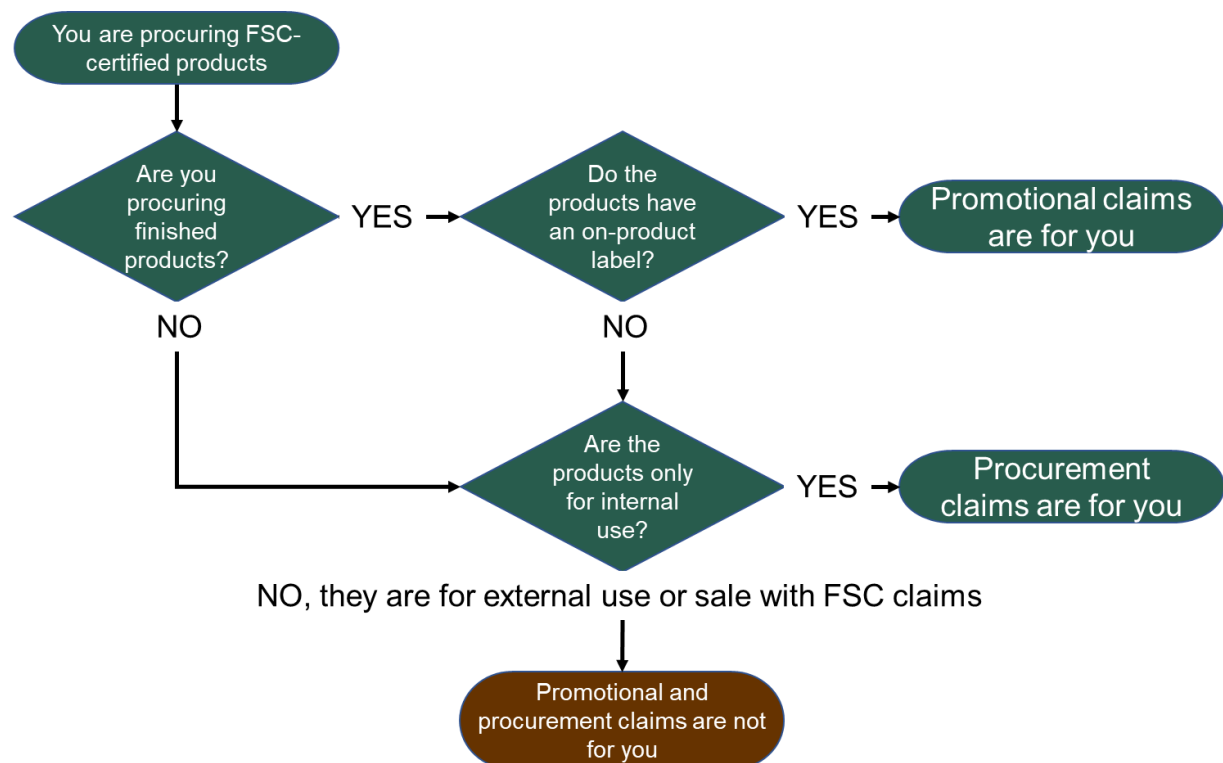 You are procuring FSC-
certified products
Are you
procuring
finished
products?
YES
Do the
products have
an on-product
label?
YES
Promotional claims
are for you
NO
NO
Are the
products only
for internal
use?
YES
Procurement
claims are for you
NO, they are for external use or sale with FSC claims
Promotional and
procurement claims are not
for you